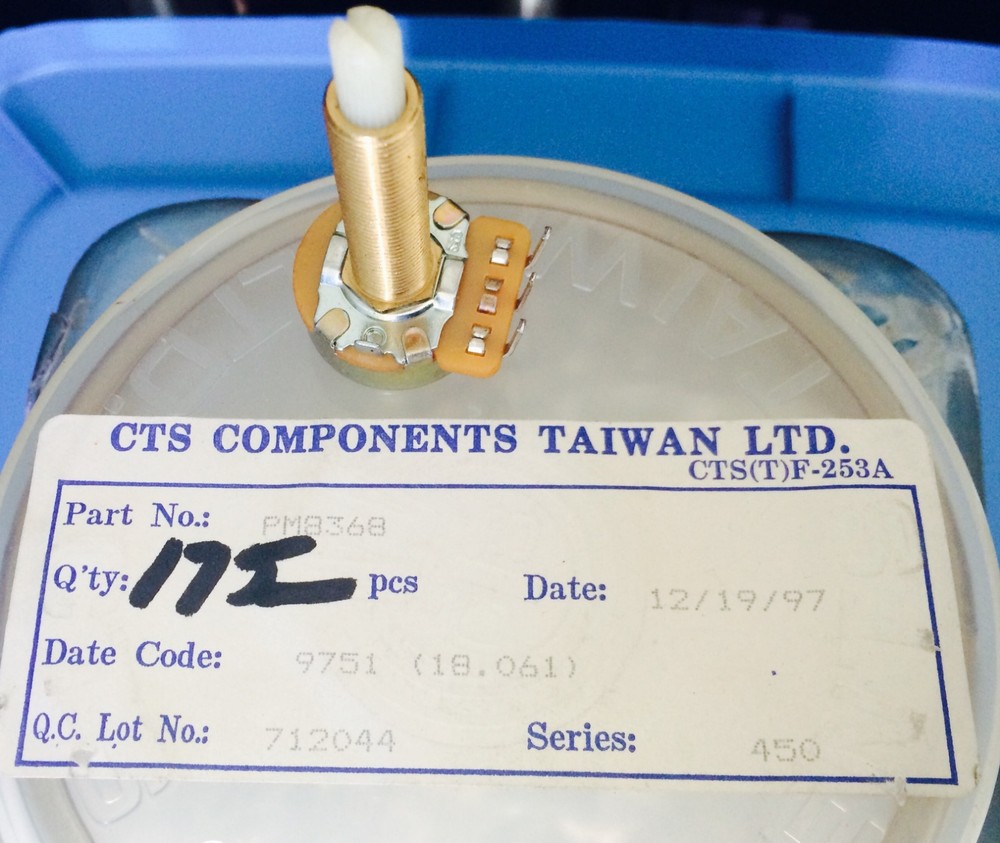 CTS COMPONENTS TAIWAN LTD.
CTS(T)F-253A
Part No.: PM8368
Q'ty: pcs Date: 12/19/97
Date Code: 9751 (18.061)
Q.C. Lot No.: 712044 Series: 450